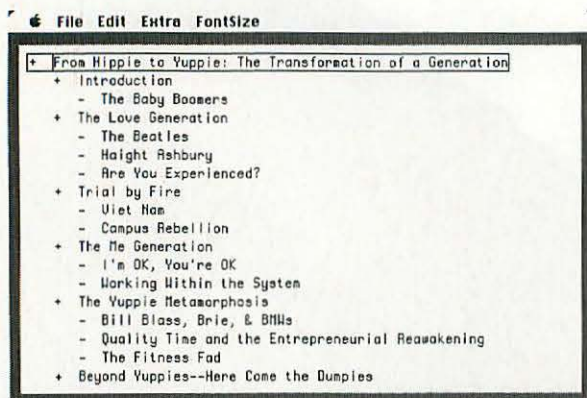 File Edit Extra FontSize
+ From Hippie to Yuppie: The Transformation of a Generation
+ Introduction
- The Baby Boomers
+ The Love Generation
- The Beatles
- Haight Ashbury
- Are You Experienced?
+ Trial by Fire
- Viet Nam
- Campus Rebellion
+ The Me Generation
- I'm OK, You're OK
- Working Within the System
+ The Yuppie Metamorphosis
- Bill Blass, Brie, & BMWs
- Quality Time and the Entrepreneurial Reawakening
- The Fitness Fad
+ Beyond Yuppies--Here Come the Dumpies